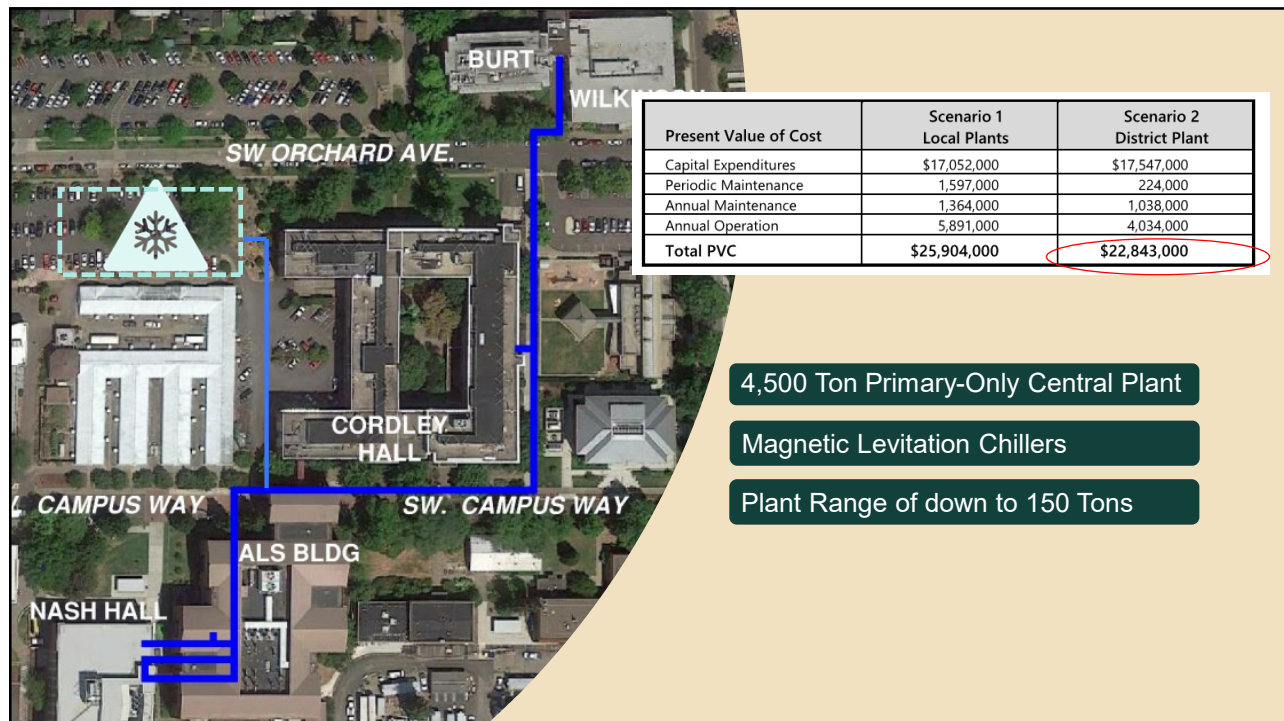 BURT
WILKINSON
SW ORCHARD AVE.
CORDLEY
HALL
CAMPUS WAY
SW. CAMPUS WAY
ALS BLDG
NASH HALL
Present Value of Cost Scenario 1 Local Plants Scenario 2 District Plant
Capital Expenditures $17,052,000 $17,547,000
Periodic Maintenance 1,597,000 224,000
Annual Maintenance 1,364,000 1,038,000
Annual Operation 5,891,000 4,034,000
Total PVC $25,904,000 $22,843,000
4,500 Ton Primary-Only Central Plant
Magnetic Levitation Chillers
Plant Range of down to 150 Tons